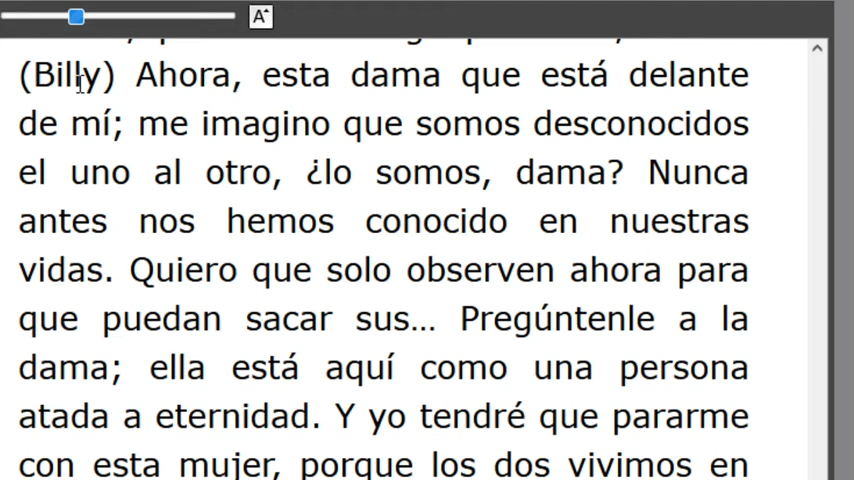 A
(Billy) Ahora, esta dama que está delante
de mí; me imagino que somos desconocidos
el uno al otro, ¿lo somos, dama? Nunca
antes nos hemos conocido en nuestras
vidas. Quiero que solo observen ahora para
que puedan sacar sus... Pregúntenle a la
dama; ella está aquí como una persona
atada a eternidad. Y yo tendré que pararme
con esta mujer, porque los dos vivimos en